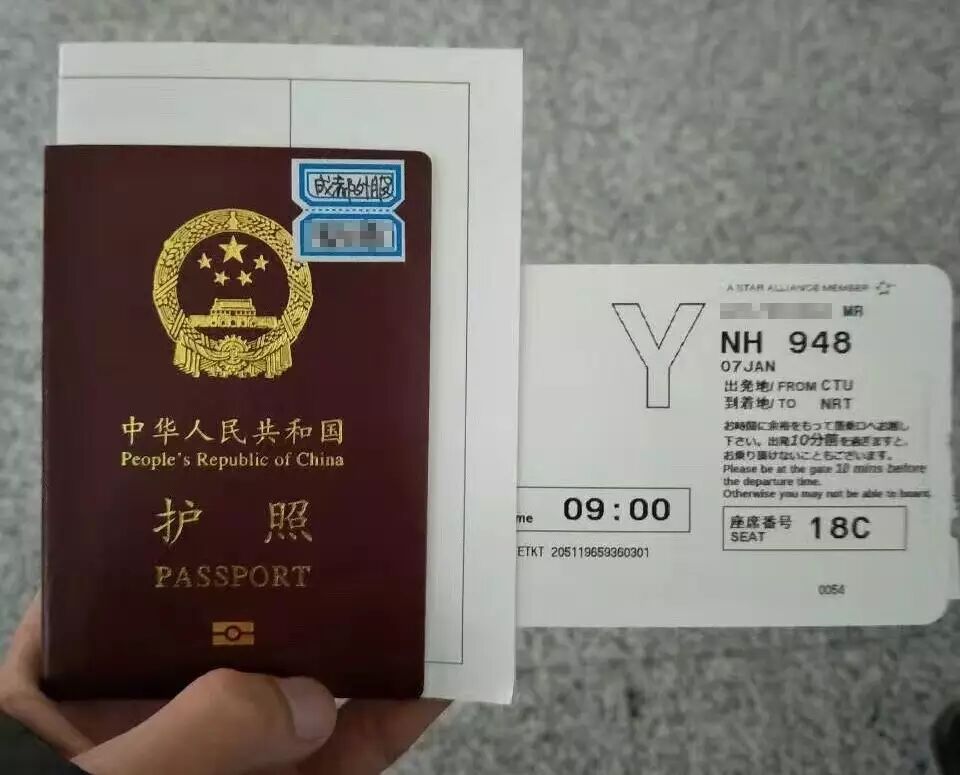 成都外服
中华人民共和国
People's Republic of China
护 照
PASSPORT
A STAR ALLIANCE MEMBER
MR
Y
NH 948
07JAN
出発地/ FROM CTU
到着地/ TO NRT
お時間に余裕をもって搭乗口へお越し
下さい。出発10分前を過ぎますと、
お乗り頂けないこともございます。
Please be at the gate 10 mins before
the departure time.
Otherwise you may not be able to board.
me 09:00
座席番号
SEAT 18C
ETKT 205119659360301
0054